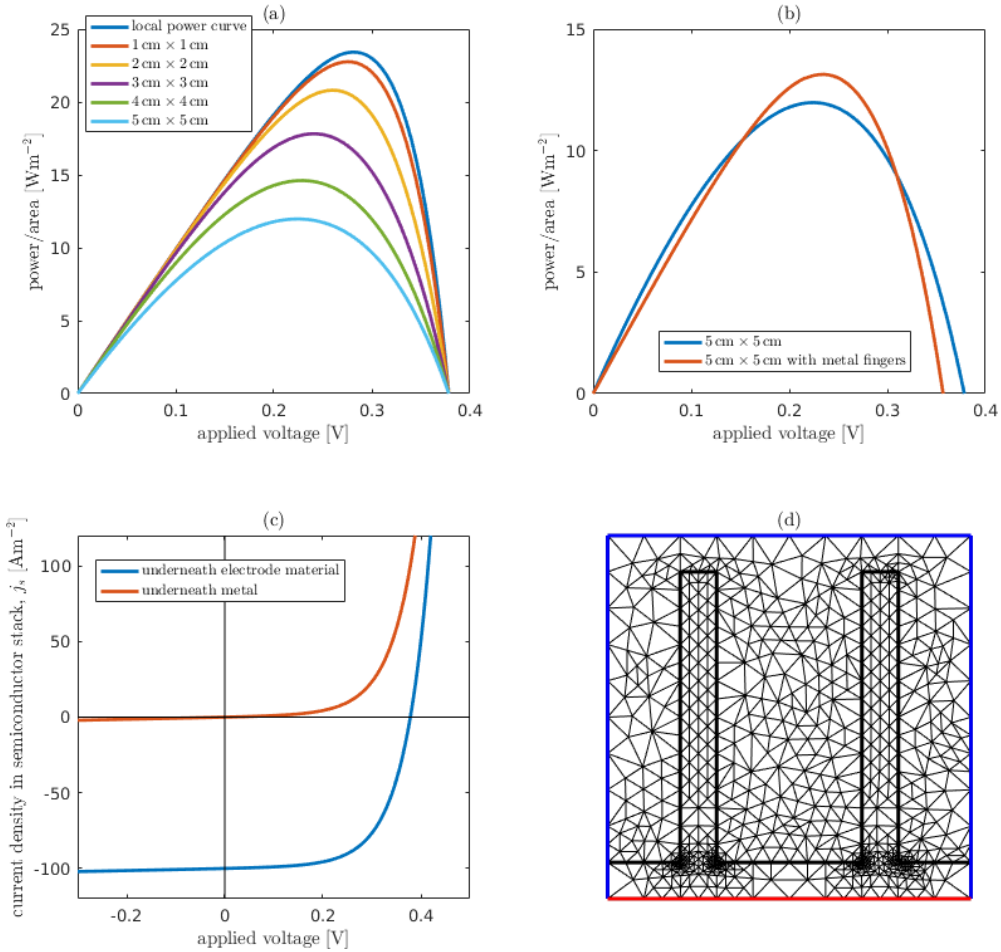 (a)
25
20
15
10
5
0
0 0.1 0.2 0.3 0.4
power/area [Wm⁻²]
applied voltage [V]
local power curve
1 cm × 1 cm
2 cm × 2 cm
3 cm × 3 cm
4 cm × 4 cm
5 cm × 5 cm
(b)
15
10
5
0
0 0.1 0.2 0.3 0.4
power/area [Wm⁻²]
applied voltage [V]
5 cm × 5 cm
5 cm × 5 cm with metal fingers
(c)
100
50
0
-50
-100
-0.2 0 0.2 0.4
current density in semiconductor stack, jₛ [Am⁻²]
applied voltage [V]
underneath electrode material
underneath metal
(d)